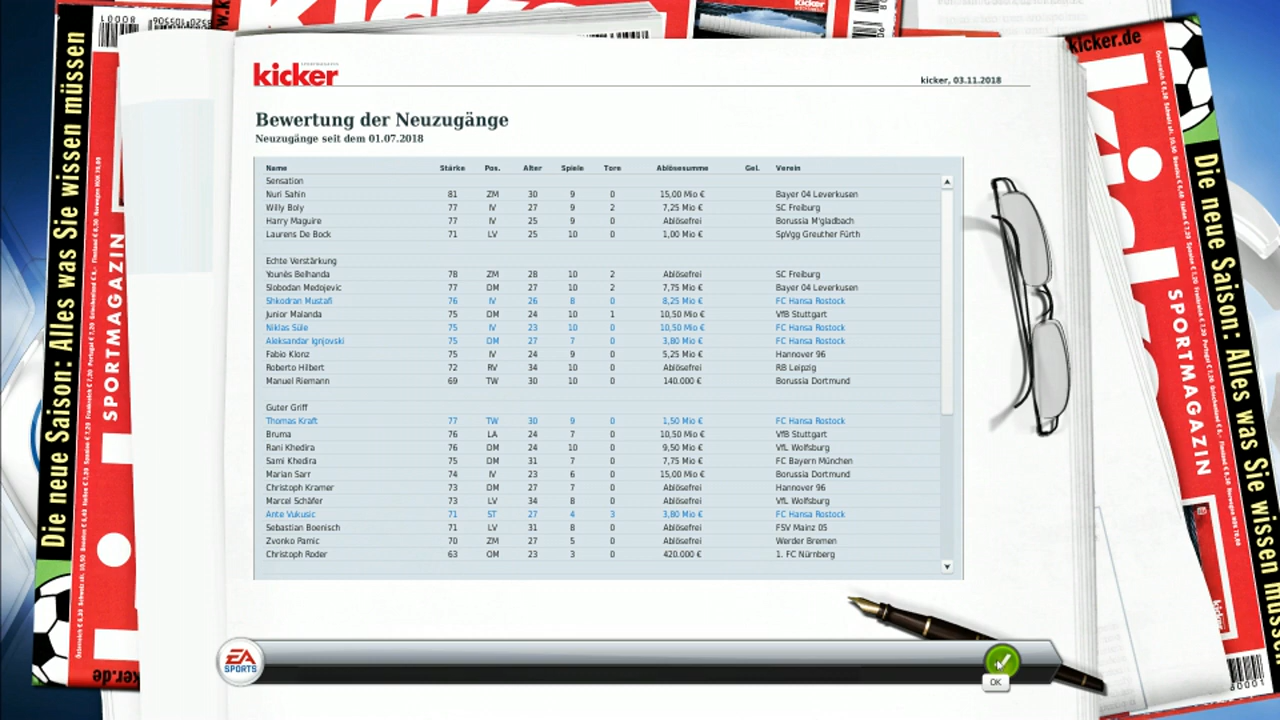 kicker
kicker, 03.11.2018
Bewertung der Neuzugänge
Neuzugänge seit dem 01.07.2018
Name Stärke Pos. Alter Spiele Tore Ablösesumme Gel. Verein
Sensation
Nuri Sahin 81 ZM 30 9 0 15,00 Mio € Bayer 04 Leverkusen
Willy Boly 77 IV 27 9 2 7,25 Mio € SC Freiburg
Harry Maguire 77 IV 25 9 0 Ablösefrei Borussia M'gladbach
Laurens De Bock 71 LV 25 10 0 1,00 Mio € SpVgg Greuther Fürth
Echte Verstärkung
Younès Belhanda 78 ZM 28 10 2 Ablösefrei SC Freiburg
Slobodan Medojevic 77 DM 27 10 2 7,75 Mio € Bayer 04 Leverkusen
Shkodran Mustafi 76 IV 26 8 0 8,25 Mio € FC Hansa Rostock
Junior Malanda 75 DM 24 10 1 10,50 Mio € VfB Stuttgart
Niklas Süle 75 IV 23 10 0 10,50 Mio € FC Hansa Rostock
Aleksandar Ignjovski 75 DM 27 7 0 3,80 Mio € FC Hansa Rostock
Fabio Klonz 75 IV 24 9 0 5,25 Mio € Hannover 96
Roberto Hilbert 72 RV 34 10 0 Ablösefrei RB Leipzig
Manuel Riemann 69 TW 30 10 0 140.000 € Borussia Dortmund
Guter Griff
Thomas Kraft 77 TW 30 9 0 1,50 Mio € FC Hansa Rostock
Bruma 76 LA 24 7 0 10,50 Mio € VfB Stuttgart
Rani Khedira 76 DM 24 10 0 9,50 Mio € VfL Wolfsburg
Sami Khedira 75 DM 31 7 0 7,75 Mio € FC Bayern München
Marian Sarr 74 IV 23 6 0 15,00 Mio € Borussia Dortmund
Christoph Kramer 73 DM 27 7 0 Ablösefrei Hannover 96
Marcel Schäfer 73 LV 34 8 0 Ablösefrei VfL Wolfsburg
Ante Vukusic 71 ST 27 4 3 3,80 Mio € FC Hansa Rostock
Sebastian Boenisch 71 LV 31 8 0 Ablösefrei FSV Mainz 05
Zvonko Pamic 70 ZM 27 5 0 Ablösefrei Werder Bremen
Christoph Roder 63 OM 23 3 0 420.000 € 1. FC Nürnberg
EA SPORTS
OK
Die neue Saison: Alles was Sie wissen müssen
SPORTMAGAZIN
kicker.de
Die neue Saison: Alles was Sie wissen müssen
SPORTMAGAZIN
kicker